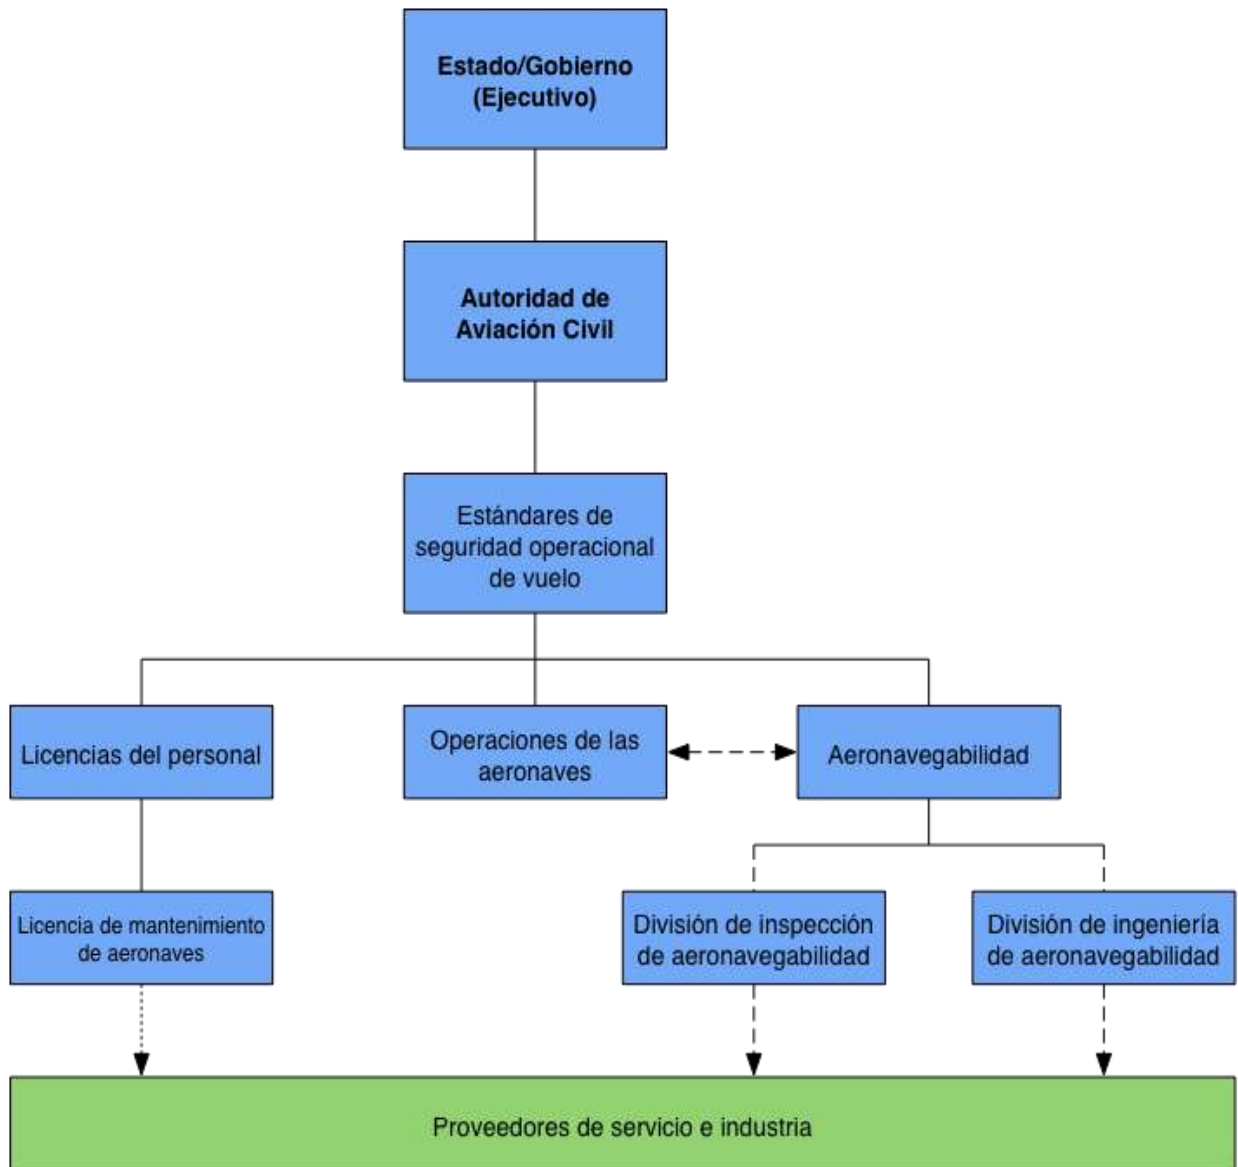 Estado/Gobierno
(Ejecutivo)
Autoridad de
Aviación Civil
Estándares de
seguridad operacional
de vuelo
Licencias del personal
Operaciones de las
aeronaves
Aeronavegabilidad
Licencia de mantenimiento
de aeronaves
División de inspección
de aeronavegabilidad
División de ingeniería
de aeronavegabilidad
Proveedores de servicio e industria